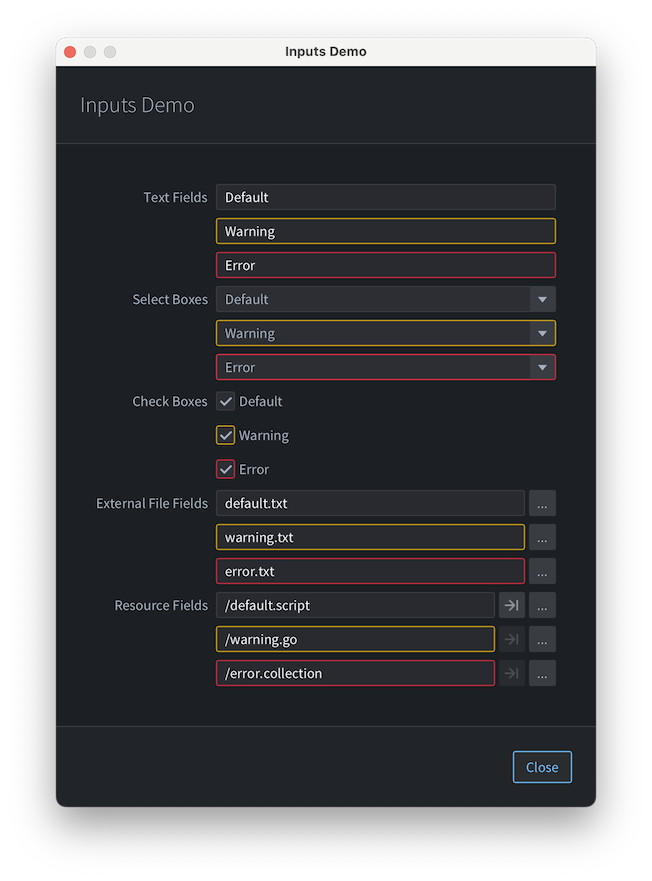 Inputs Demo
Inputs Demo
Text Fields Default
Warning
Error
Select Boxes Default
Warning
Error
Check Boxes Default
Warning
Error
External File Fields default.txt ...
warning.txt ...
error.txt ...
Resource Fields /default.script ...
/warning.go ...
/error.collection ...
Close